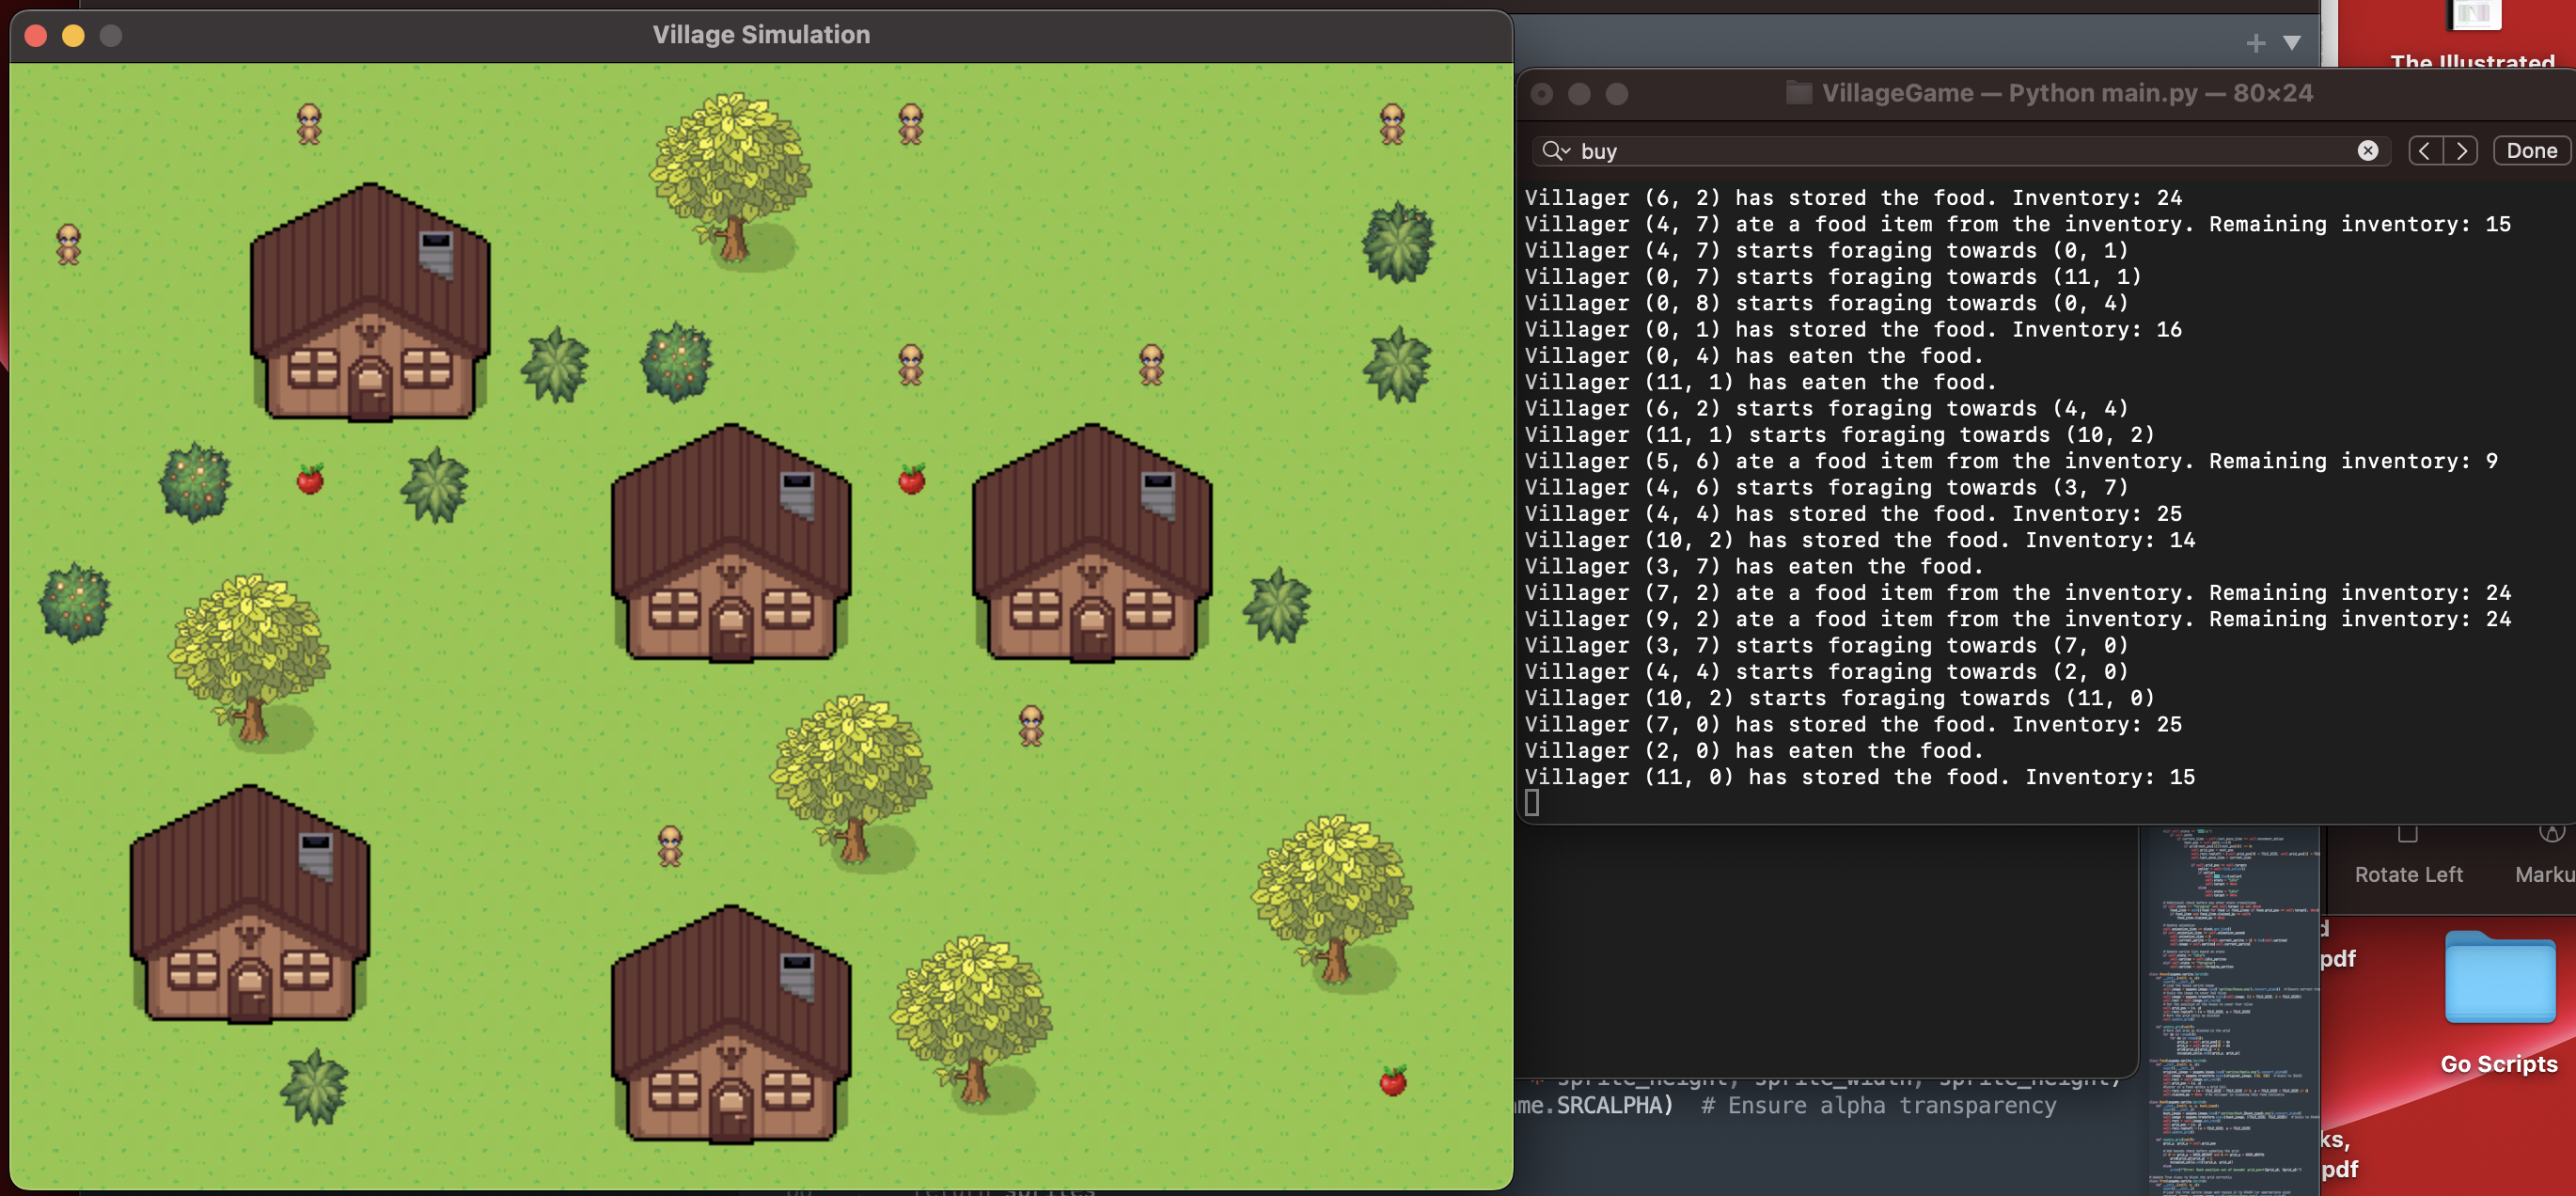 Village Simulation
The Illustrated
VillageGame — Python main.py — 80×24
buy
Done
Villager (6, 2) has stored the food. Inventory: 24
Villager (4, 7) ate a food item from the inventory. Remaining inventory: 15
Villager (4, 7) starts foraging towards (0, 1)
Villager (0, 7) starts foraging towards (11, 1)
Villager (0, 8) starts foraging towards (0, 4)
Villager (0, 1) has stored the food. Inventory: 16
Villager (0, 4) has eaten the food.
Villager (11, 1) has eaten the food.
Villager (6, 2) starts foraging towards (4, 4)
Villager (11, 1) starts foraging towards (10, 2)
Villager (5, 6) ate a food item from the inventory. Remaining inventory: 9
Villager (4, 6) starts foraging towards (3, 7)
Villager (4, 4) has stored the food. Inventory: 25
Villager (10, 2) has stored the food. Inventory: 14
Villager (3, 7) has eaten the food.
Villager (7, 2) ate a food item from the inventory. Remaining inventory: 24
Villager (9, 2) ate a food item from the inventory. Remaining inventory: 24
Villager (3, 7) starts foraging towards (7, 0)
Villager (4, 4) starts foraging towards (2, 0)
Villager (10, 2) starts foraging towards (11, 0)
Villager (7, 0) has stored the food. Inventory: 25
Villager (2, 0) has eaten the food.
Villager (11, 0) has stored the food. Inventory: 15
Rotate Left
Marku
d
pdf
Go Scripts
* sprite_height, sprite_width, sprite_height)
me.SRCALPHA)  # Ensure alpha transparency
ks,
pdf
return sprites